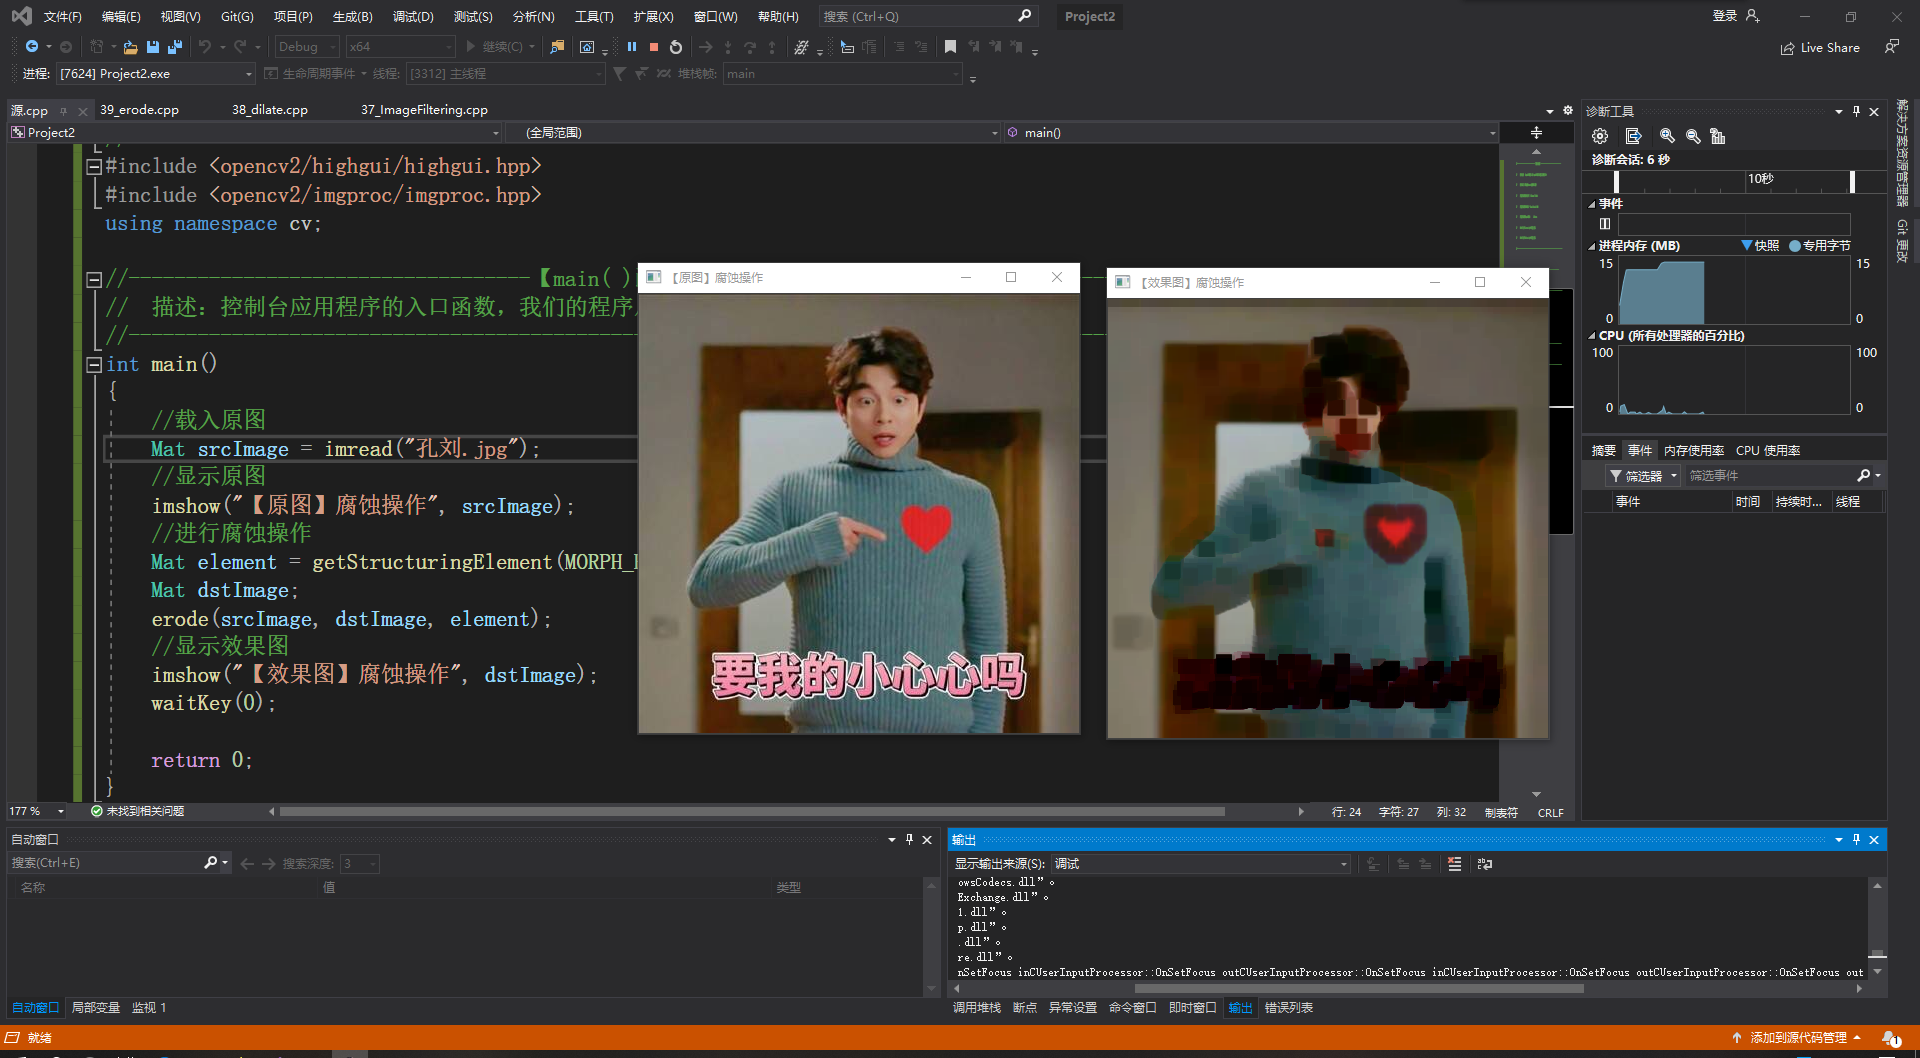 文件(F) 编辑(E) 视图(V) Git(G) 项目(P) 生成(B) 调试(D) 测试(S) 分析(N) 工具(T) 扩展(X) 窗口(W) 帮助(H) 搜索 (Ctrl+Q) Project2 登录
Debug x64 继续(C) Live Share
进程: [7624] Project2.exe 生命周期事件 线程: [3312] 主线程 堆栈帧: main
源.cpp 39_erode.cpp 38_dilate.cpp 37_ImageFiltering.cpp
Project2 (全局范围) main()
#include <opencv2/highgui/highgui.hpp>
#include <opencv2/imgproc/imgproc.hpp>
using namespace cv;
//-----------------------------------【main( )
// 描述：控制台应用程序的入口函数，我们的程序
//----------------------------------------------
int main()
{
//载入原图
Mat srcImage = imread("孔刘.jpg");
//显示原图
imshow("【原图】腐蚀操作", srcImage);
//进行腐蚀操作
Mat element = getStructuringElement(MORPH_
Mat dstImage;
erode(srcImage, dstImage, element);
//显示效果图
imshow("【效果图】腐蚀操作", dstImage);
waitKey(0);
return 0;
}
【原图】腐蚀操作
要我的小心心吗
【效果图】腐蚀操作
177 % 未找到相关问题 行: 24 字符: 27 列: 32 制表符 CRLF
诊断工具
诊断会话: 6 秒
10秒
事件
进程内存 (MB) 快照 专用字节
15 15
0 0
CPU (所有处理器的百分比)
100 100
0 0
摘要 事件 内存使用率 CPU 使用率
筛选器 筛选事件
事件 时间 持续时... 线程
解决方案资源管理器
Git 更改
自动窗口
搜索(Ctrl+E) 搜索深度: 3
名称 值 类型
自动窗口 局部变量 监视 1
输出
显示输出来源(S): 调试
owsCodecs.dll”。
Exchange.dll”。
1.dll”。
p.dll”。
.dll”。
re.dll”。
nSetFocus inCUserInputProcessor::OnSetFocus outCUserInputProcessor::OnSetFocus inCUserInputProcessor::OnSetFocus outCUserInputProcessor::OnSetFocus out
调用堆栈 断点 异常设置 命令窗口 即时窗口 输出 错误列表
就绪 添加到源代码管理 1